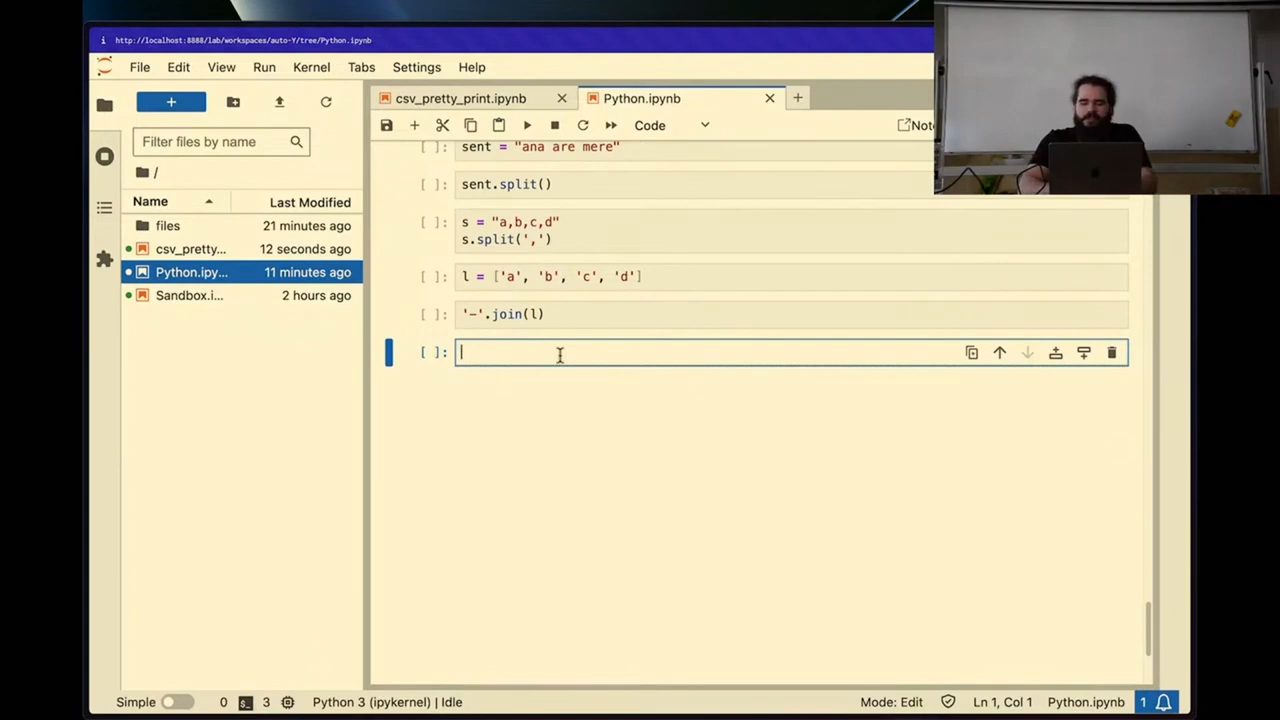 i http://localhost:8888/lab/workspaces/auto-Y/tree/Python.ipynb
File Edit View Run Kernel Tabs Settings Help
csv_pretty_print.ipynb
Python.ipynb
+
Filter files by name
Code
Not
/
Name
Last Modified
files 21 minutes ago
csv_pretty... 12 seconds ago
Python.ipy... 11 minutes ago
Sandbox.i... 2 hours ago
[ ]: sent = "ana are mere"
[ ]: sent.split()
[ ]: s = "a,b,c,d"
s.split(',')
[ ]: l = ['a', 'b', 'c', 'd']
[ ]: '-'.join(l)
[ ]:
Simple 0 3 Python 3 (ipykernel) | Idle Mode: Edit Ln 1, Col 1 Python.ipynb 1